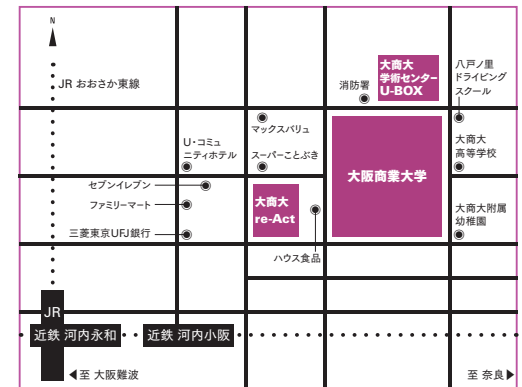 N
JR おおさか東線
消防署
大商大
学術センター
U-BOX
八戸ノ里
ドライビング
スクール
マックスバリュ
U・コミュ
ニティホテル
スーパーことぶき
大阪商業大学
大商大
高等学校
セブンイレブン
ファミリーマート
三菱東京UFJ銀行
大商大
re-Act
大商大附属
幼稚園
ハウス食品
JR
近鉄 河内永和
近鉄 河内小阪
◀至 大阪難波
至 奈良▶